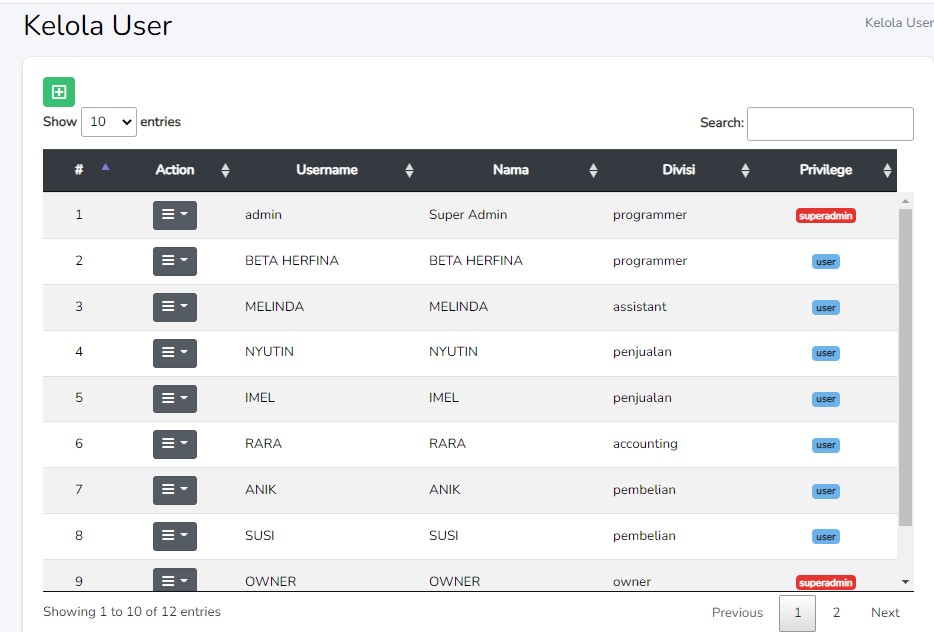 Kelola User
Kelola User
Show 10 entries
Search:
# Action Username Nama Divisi Privilege
1 admin Super Admin programmer superadmin
2 BETA HERFINA BETA HERFINA programmer user
3 MELINDA MELINDA assistant user
4 NYUTIN NYUTIN penjualan user
5 IMEL IMEL penjualan user
6 RARA RARA accounting user
7 ANIK ANIK pembelian user
8 SUSI SUSI pembelian user
9 OWNER OWNER owner superadmin
Showing 1 to 10 of 12 entries
Previous 1 2 Next